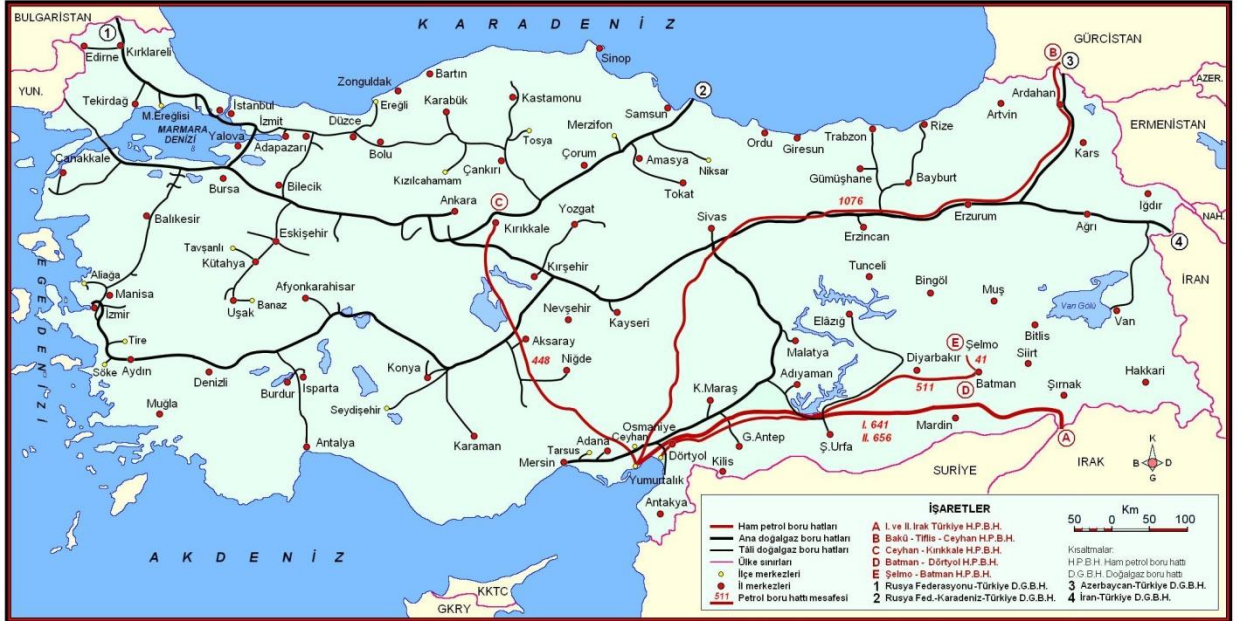 BULGARİSTAN
K A R A D E N İ Z
GÜRCİSTAN
1
B
3
Edirne
Kırklareli
Sinop
Ardahan
AZER.
YUN.
Zonguldak
Bartın
2
Artvin
Tekirdağ
M.Ereğlisi
İstanbul
Ereğli
Karabük
Kastamonu
Samsun
ERMENİSTAN
MARMARA
DENİZİ
Yalova
İzmit
Düzce
Merzifon
Trabzon
Rize
Adapazarı
Bolu
Tosya
Ordu
Giresun
Kars
Çanakkale
Çankırı
Çorum
Amasya
Niksar
Gümüşhane
Bayburt
Bursa
Bilecik
Kızılcahamam
Tokat
Iğdır
NAH.
Ankara
C
Kırıkkale
Yozgat
Sivas
1076
Erzurum
Balıkesir
Eskişehir
Erzincan
Ağrı
4
Tavşanlı
Kütahya
Kırşehir
Tunceli
İRAN
Aliağa
Manisa
Afyonkarahisar
Bingöl
Muş
Van Gölü
İzmir
Uşak
Banaz
Nevşehir
Kayseri
Elâzığ
Van
E G E D E N İ Z İ
Tire
Aksaray
Malatya
Diyarbakır
E
Şelmo
Bitlis
Söke
Aydın
Denizli
Konya
448
Niğde
41
Siirt
Burdur
Isparta
Adıyaman
511
Batman
Hakkari
Muğla
Seydişehir
K.Maraş
D
Şırnak
Karaman
Osmaniye
I. 641
II. 656
Mardin
Antalya
Adana
Ceyhan
Tarsus
G.Antep
Ş.Urfa
A
Mersin
Dörtyol
Yumurtalık
Kilis
SURİYE
IRAK
K
B
D
G
Antakya
A K D E N İ Z
KKTC
GKRY
İŞARETLER
Ham petrol boru hatları
Ana doğalgaz boru hatları
Tâli doğalgaz boru hatları
Ülke sınırları
İlçe merkezleri
İl merkezleri
511 Petrol boru hattı mesafesi
A I. ve II. Irak Türkiye H.P.B.H.
B Bakü - Tiflis - Ceyhan H.P.B.H.
C Ceyhan - Kırıkkale H.P.B.H.
D Batman - Dörtyol H.P.B.H.
E Şelmo - Batman H.P.B.H.
1 Rusya Federasyonu-Türkiye D.G.B.H.
2 Rusya Fed.-Karadeniz-Türkiye D.G.B.H.
Km
50 0 50 100
Kısaltmalar:
H.P.B.H. Ham petrol boru hattı
D.G.B.H. Doğalgaz boru hattı
3 Azerbaycan-Türkiye D.G.B.H.
4 İran-Türkiye D.G.B.H.